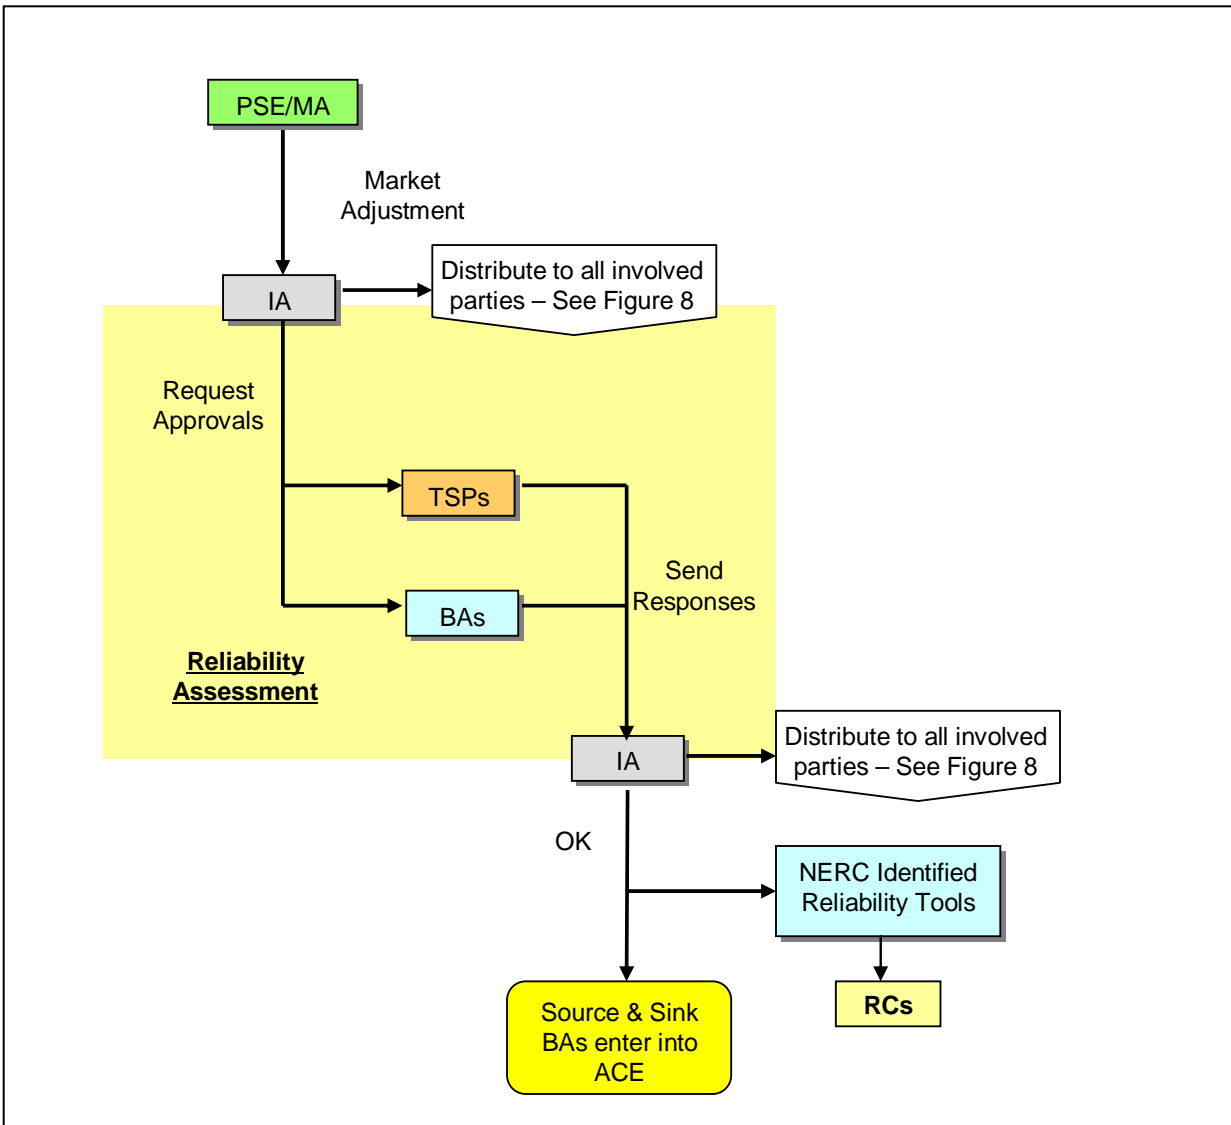 PSE/MA
Market
Adjustment
IA
Distribute to all involved
parties – See Figure 8
Request
Approvals
TSPs
Send
Responses
BAs
Reliability
Assessment
IA
Distribute to all involved
parties – See Figure 8
OK
NERC Identified
Reliability Tools
Source & Sink
BAs enter into
ACE
RCs